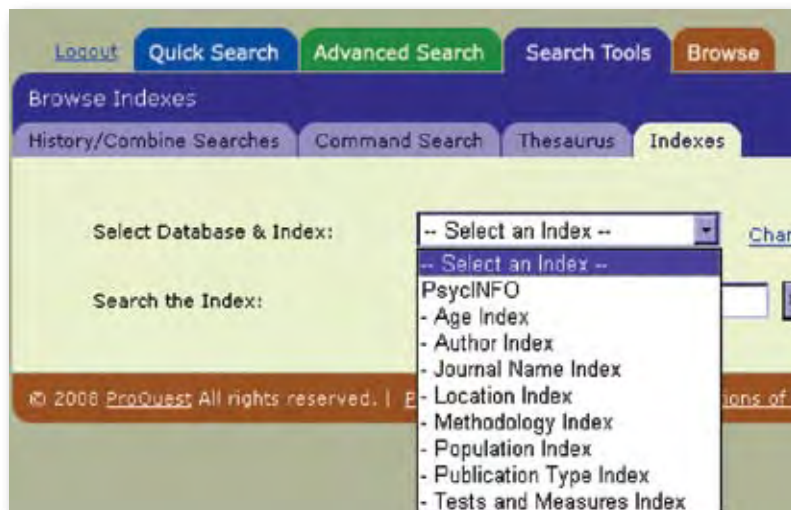 Logout Quick Search Advanced Search Search Tools Browse
Browse Indexes
History/Combine Searches Command Search Thesaurus Indexes
Select Database & Index: -- Select an Index --
-- Select an Index --
PsycINFO
Search the Index:
- Age Index
- Author Index
- Journal Name Index
- Location Index
- Methodology Index
- Population Index
- Publication Type Index
- Tests and Measures Index
© 2008 ProQuest All rights reserved. |